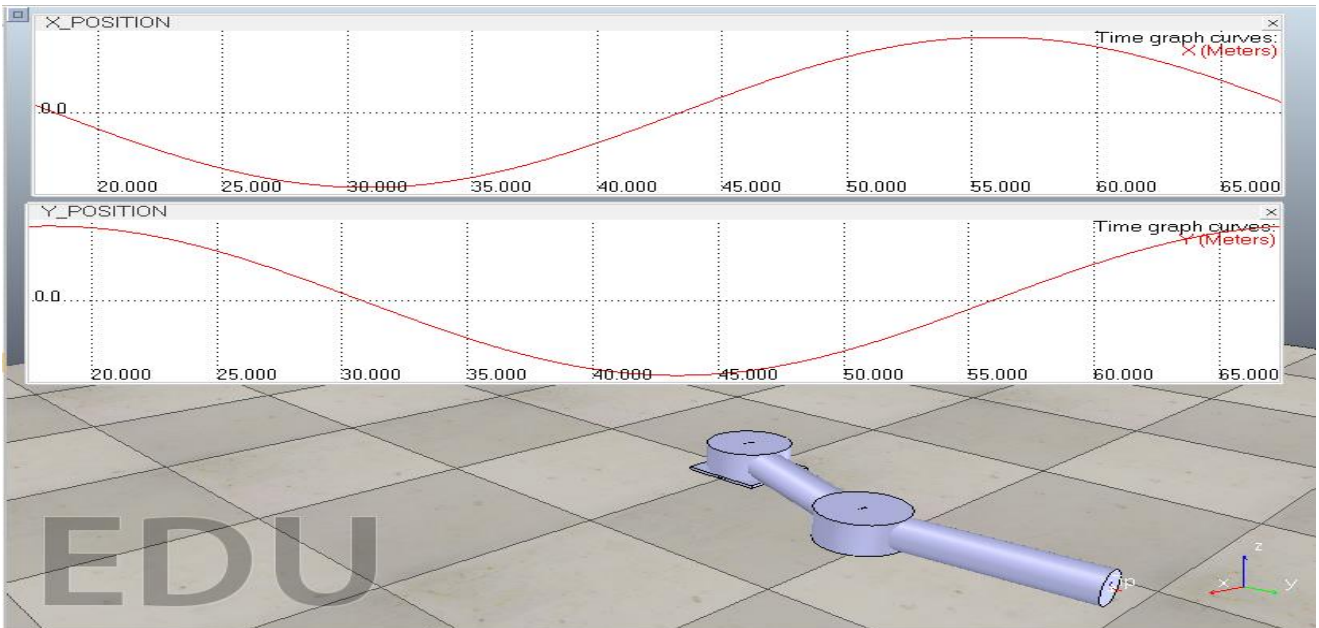 X_POSITION
Time graph curves:
X (Meters)
0.0
20.000 25.000 30.000 35.000 40.000 45.000 50.000 55.000 60.000 65.000
Y_POSITION
Time graph curves:
Y (Meters)
0.0
20.000 25.000 30.000 35.000 40.000 45.000 50.000 55.000 60.000 65.000
z
x y
EDU